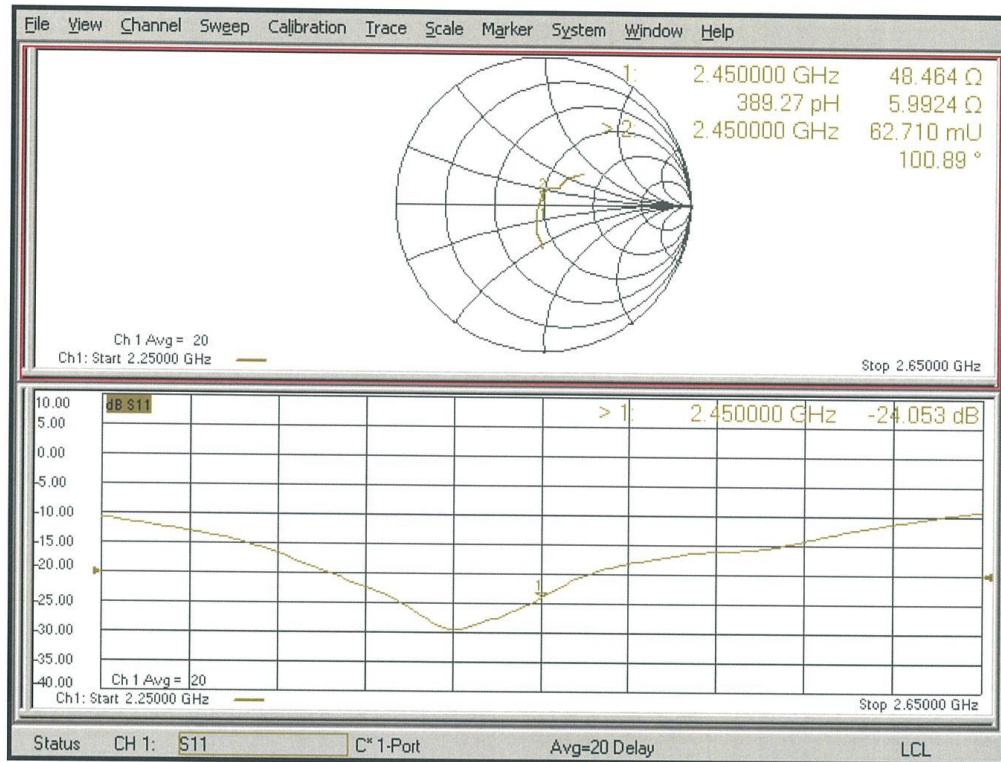 File View Channel Sweep Calibration Trace Scale Marker System Window Help
1: 2.450000 GHz 48.464 Ω
389.27 pH 5.9924 Ω
> 2: 2.450000 GHz 62.710 mU
100.89 °
Ch 1 Avg = 20
Ch1: Start 2.25000 GHz
Stop 2.65000 GHz
10.00
dB S11
> 1: 2.450000 GHz -24.053 dB
5.00
0.00
-5.00
-10.00
-15.00
-20.00
-25.00
1
-30.00
-35.00
-40.00
Ch 1 Avg = 20
Ch1: Start 2.25000 GHz
Stop 2.65000 GHz
Status CH 1: S11 C* 1-Port Avg=20 Delay LCL